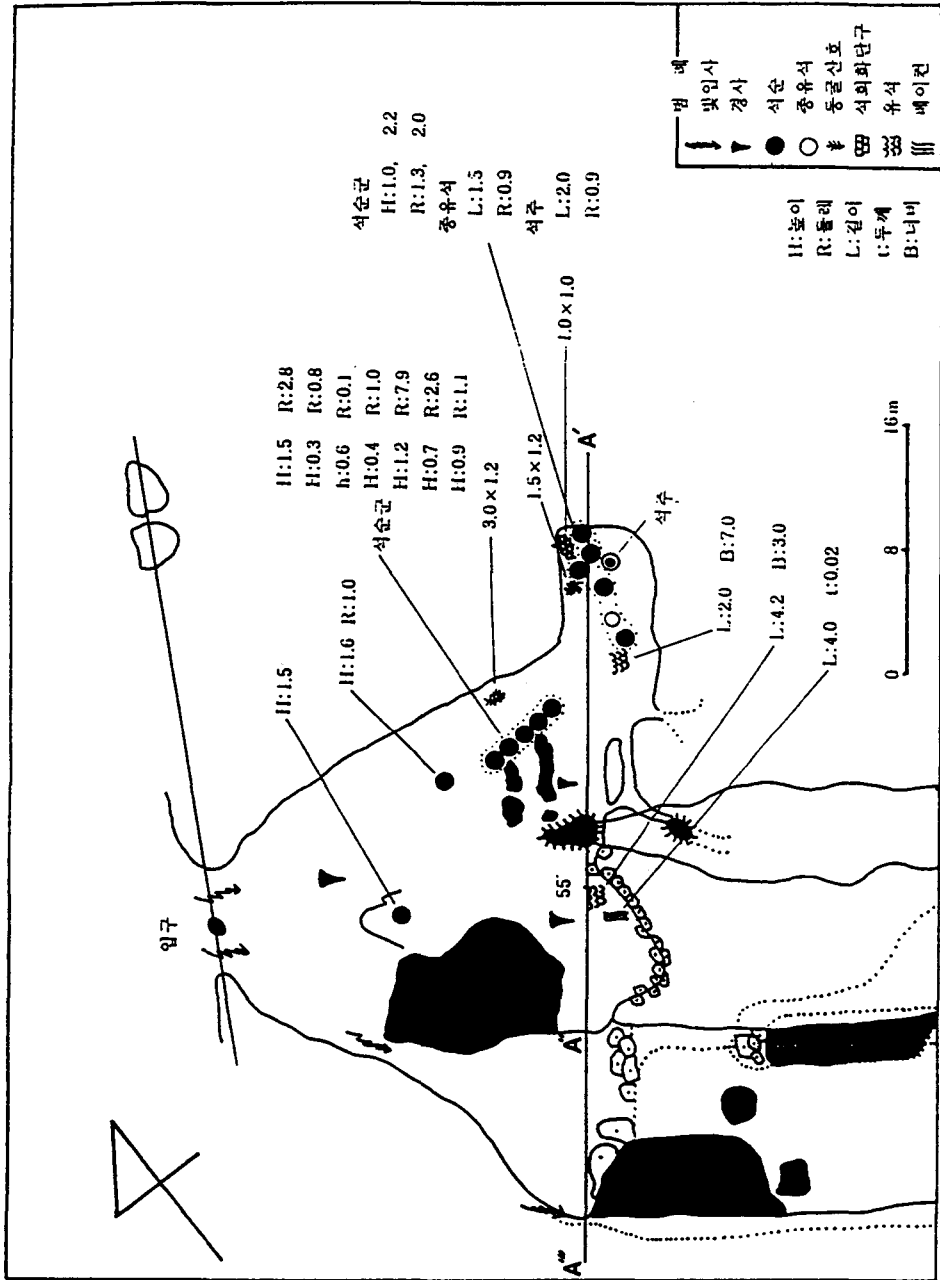 입구
H:1.5
H:1.6 R:1.0
석순군
H:1.5 R:2.8
H:0.3 R:0.8
h:0.6 R:0.1
H:0.4 R:1.0
H:1.2 R:7.9
H:0.7 R:2.6
H:0.9 R:1.1
3.0×1.2
1.5×1.2
1.0×1.0
석순군
H:1.0, 2.2
R:1.3, 2.0
종유석
L:1.5
R:0.9
석주
L:2.0
R:0.9
A‴
A″
55
A′
석주
L:2.0 B:7.0
L:4.2 B:3.0
L:4.0 t:0.02
0 8 16m
H:높이
R:둘레
L:길이
t:두께
B:너비
범 례
빛입사
경사
석순
종유석
동굴산호
석회화단구
유석
베이컨